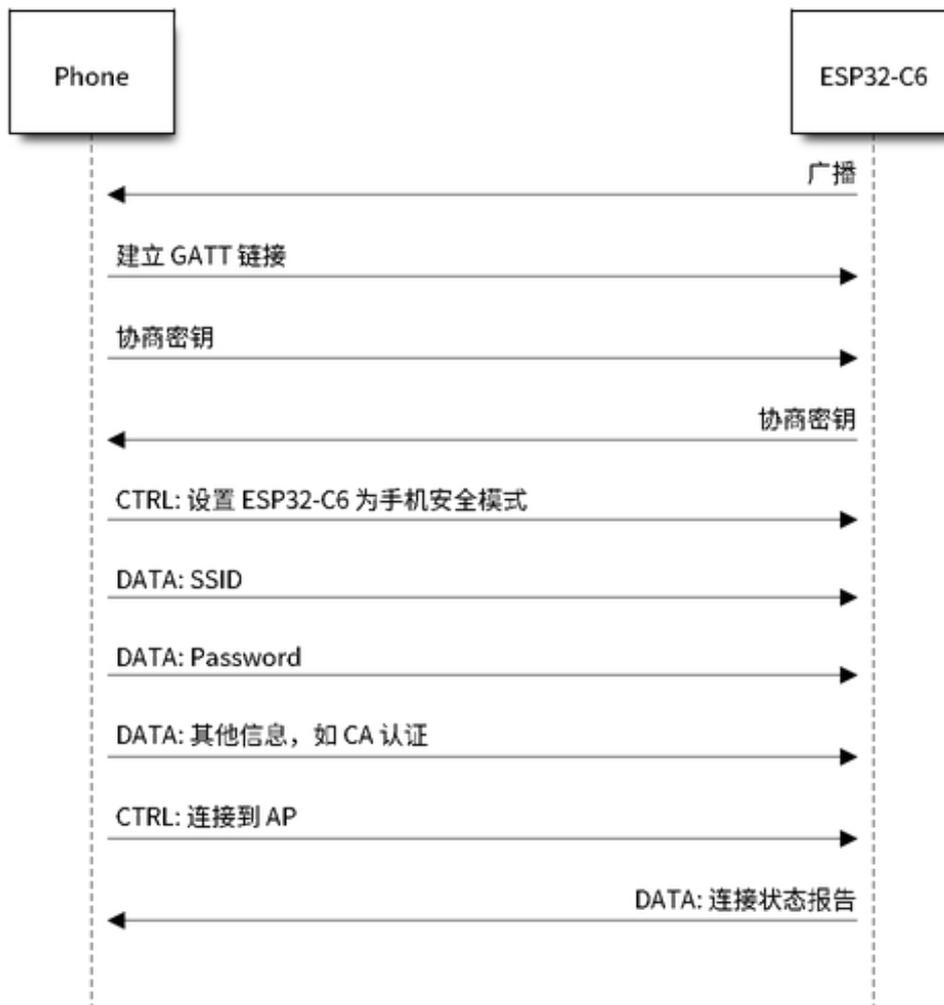 Phone
ESP32-C6
广播
建立 GATT 链接
协商密钥
协商密钥
CTRL: 设置 ESP32-C6 为手机安全模式
DATA: SSID
DATA: Password
DATA: 其他信息，如 CA 认证
CTRL: 连接到 AP
DATA: 连接状态报告